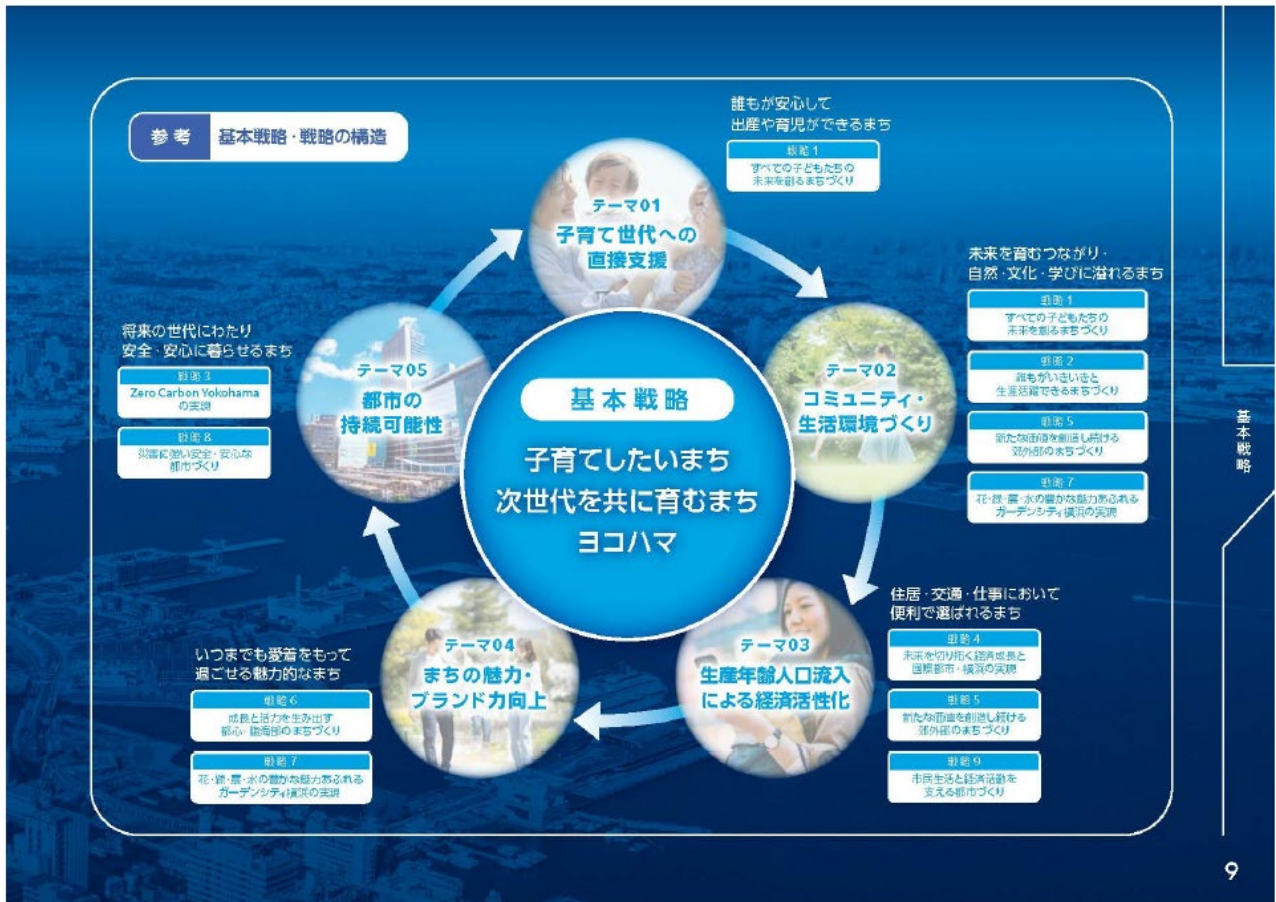 参考 基本戦略・戦略の構造
誰もが安心して
出産や育児ができるまち
戦略1
すべての子どもたちの
未来を創るまちづくり
テーマ01
子育て世代への
直接支援
未来を育むつながり・
自然・文化・学びに溢れるまち
戦略1
すべての子どもたちの
未来を創るまちづくり
戦略2
誰もがいきいきと
生涯活躍できるまちづくり
戦略5
新たな価値を創造し続ける
郊外部のまちづくり
戦略7
花・緑・農・水の豊かな魅力あふれる
ガーデンシティ横浜の実現
テーマ02
コミュニティ・
生活環境づくり
住居・交通・仕事において
便利で選ばれるまち
戦略4
未来を切り拓く経済成長と
国際都市・横浜の実現
戦略5
新たな価値を創造し続ける
郊外部のまちづくり
戦略9
市民生活と経済活動を
支える都市づくり
テーマ03
生産年齢人口流入
による経済活性化
テーマ04
まちの魅力・
ブランド力向上
いつまでも愛着をもって
過ごせる魅力的なまち
戦略6
成長と活力を生み出す
都心・臨海部のまちづくり
戦略7
花・緑・農・水の豊かな魅力あふれる
ガーデンシティ横浜の実現
将来の世代にわたり
安全・安心に暮らせるまち
戦略3
Zero Carbon Yokohama
の実現
戦略8
災害に強い安全・安心な
都市づくり
テーマ05
都市の
持続可能性
基本戦略
子育てしたいまち
次世代を共に育むまち
ヨコハマ
基本戦略
9